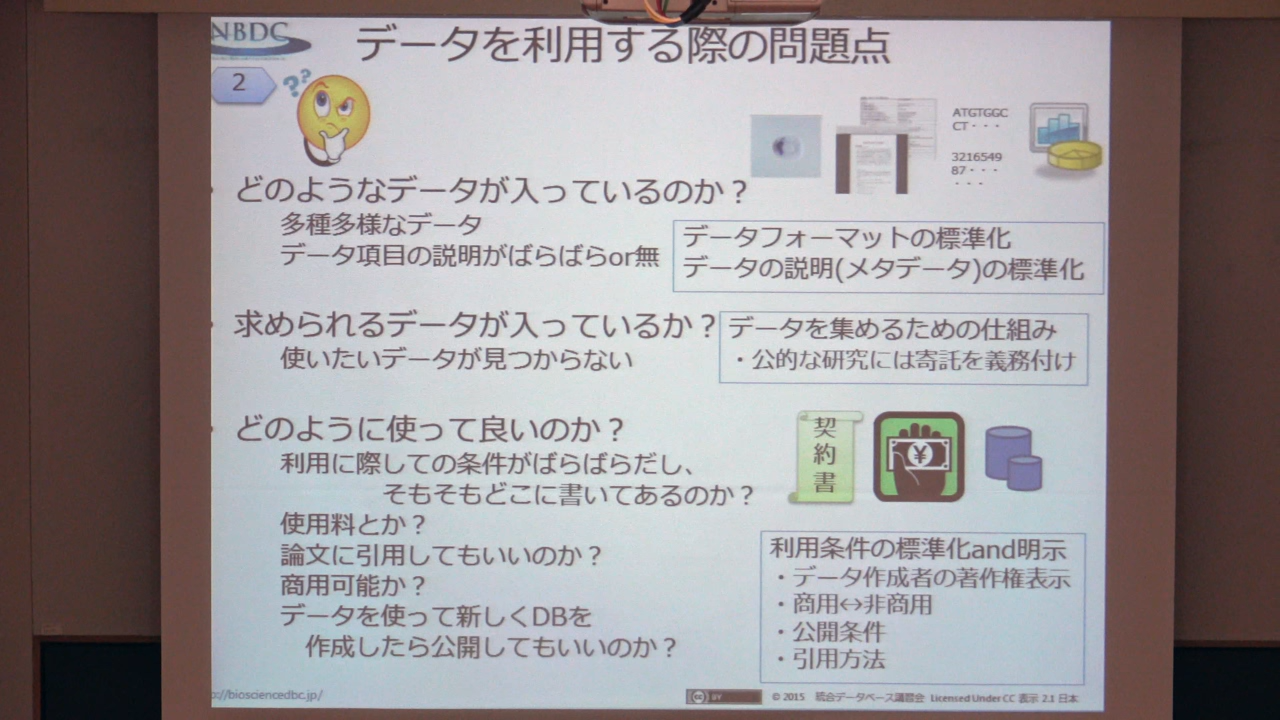 NBDC
データを利用する際の問題点
2
??
ATGTGGC
CT・・・
3216549
87・・・
・・・
どのようなデータが入っているのか？
多種多様なデータ
データ項目の説明がばらばらor無
データフォーマットの標準化
データの説明(メタデータ)の標準化
求められるデータが入っているか？
使いたいデータが見つからない
データを集めるための仕組み
・公的な研究には寄託を義務付け
どのように使って良いのか？
利用に際しての条件がばらばらだし、
そもそもどこに書いてあるのか？
使用料とか？
論文に引用してもいいのか？
商用可能か？
データを使って新しくDBを
作成したら公開してもいいのか？
契
約
書
¥
利用条件の標準化and明示
・データ作成者の著作権表示
・商用↔非商用
・公開条件
・引用方法
://biosciencedbc.jp/
cc BY
© 2015 統合データベース講習会 Licensed Under CC 表示 2.1 日本